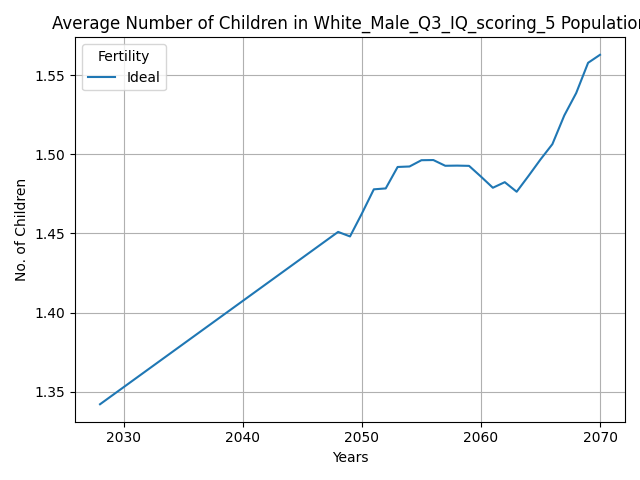 Average Number of Children in White_Male_Q3_IQ_scoring_5 Population
Fertility
Ideal
No. of Children
1.55
1.50
1.45
1.40
1.35
2030 2040 2050 2060 2070
Years